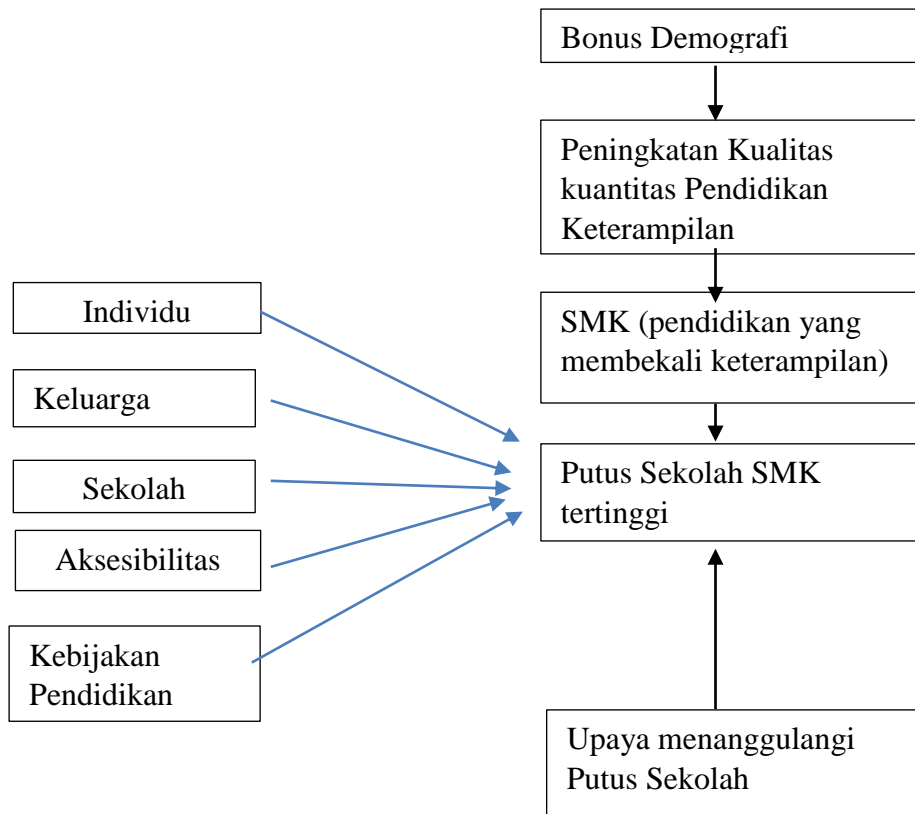 Bonus Demografi
Peningkatan Kualitas
kuantitas Pendidikan
Keterampilan
SMK (pendidikan yang
membekali keterampilan)
Putus Sekolah SMK
tertinggi
Individu
Keluarga
Sekolah
Aksesibilitas
Kebijakan
Pendidikan
Upaya menanggulangi
Putus Sekolah